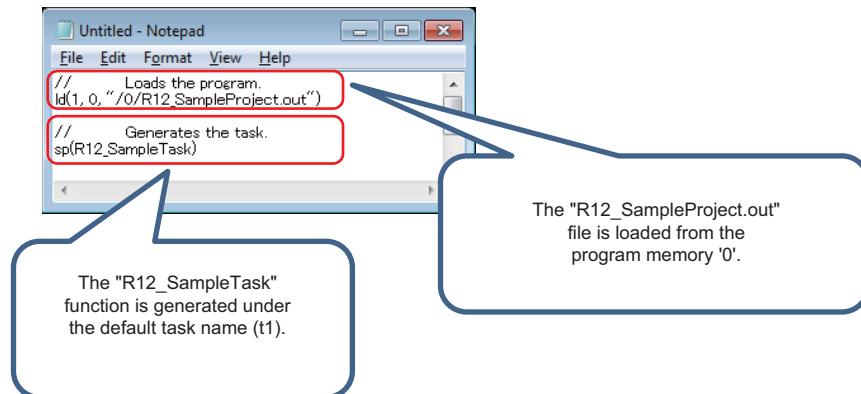 Untitled - Notepad
File Edit Format View Help
// Loads the program.
ld(1, 0, "/0/R12_SampleProject.out")
// Generates the task.
sp(R12_SampleTask)
The "R12_SampleProject.out"
file is loaded from the
program memory '0'.
The "R12_SampleTask"
function is generated under
the default task name (t1).